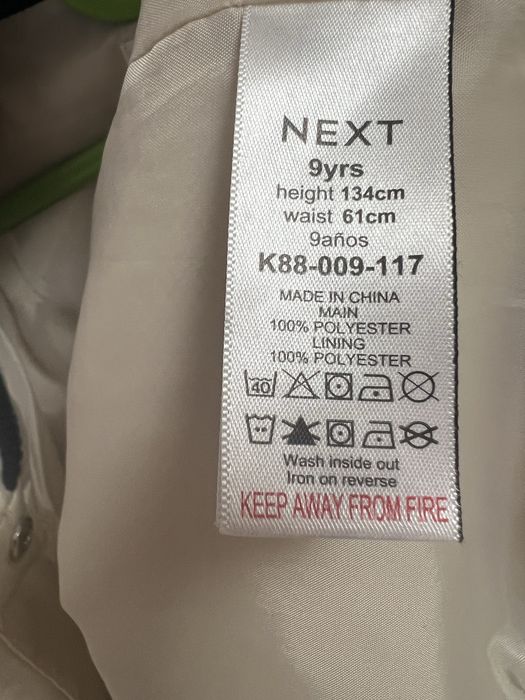 NEXT
9yrs
height 134cm
waist 61cm
9años
K88-009-117
MADE IN CHINA
MAIN
100% POLYESTER
LINING
100% POLYESTER
40
Wash inside out
Iron on reverse
KEEP AWAY FROM FIRE